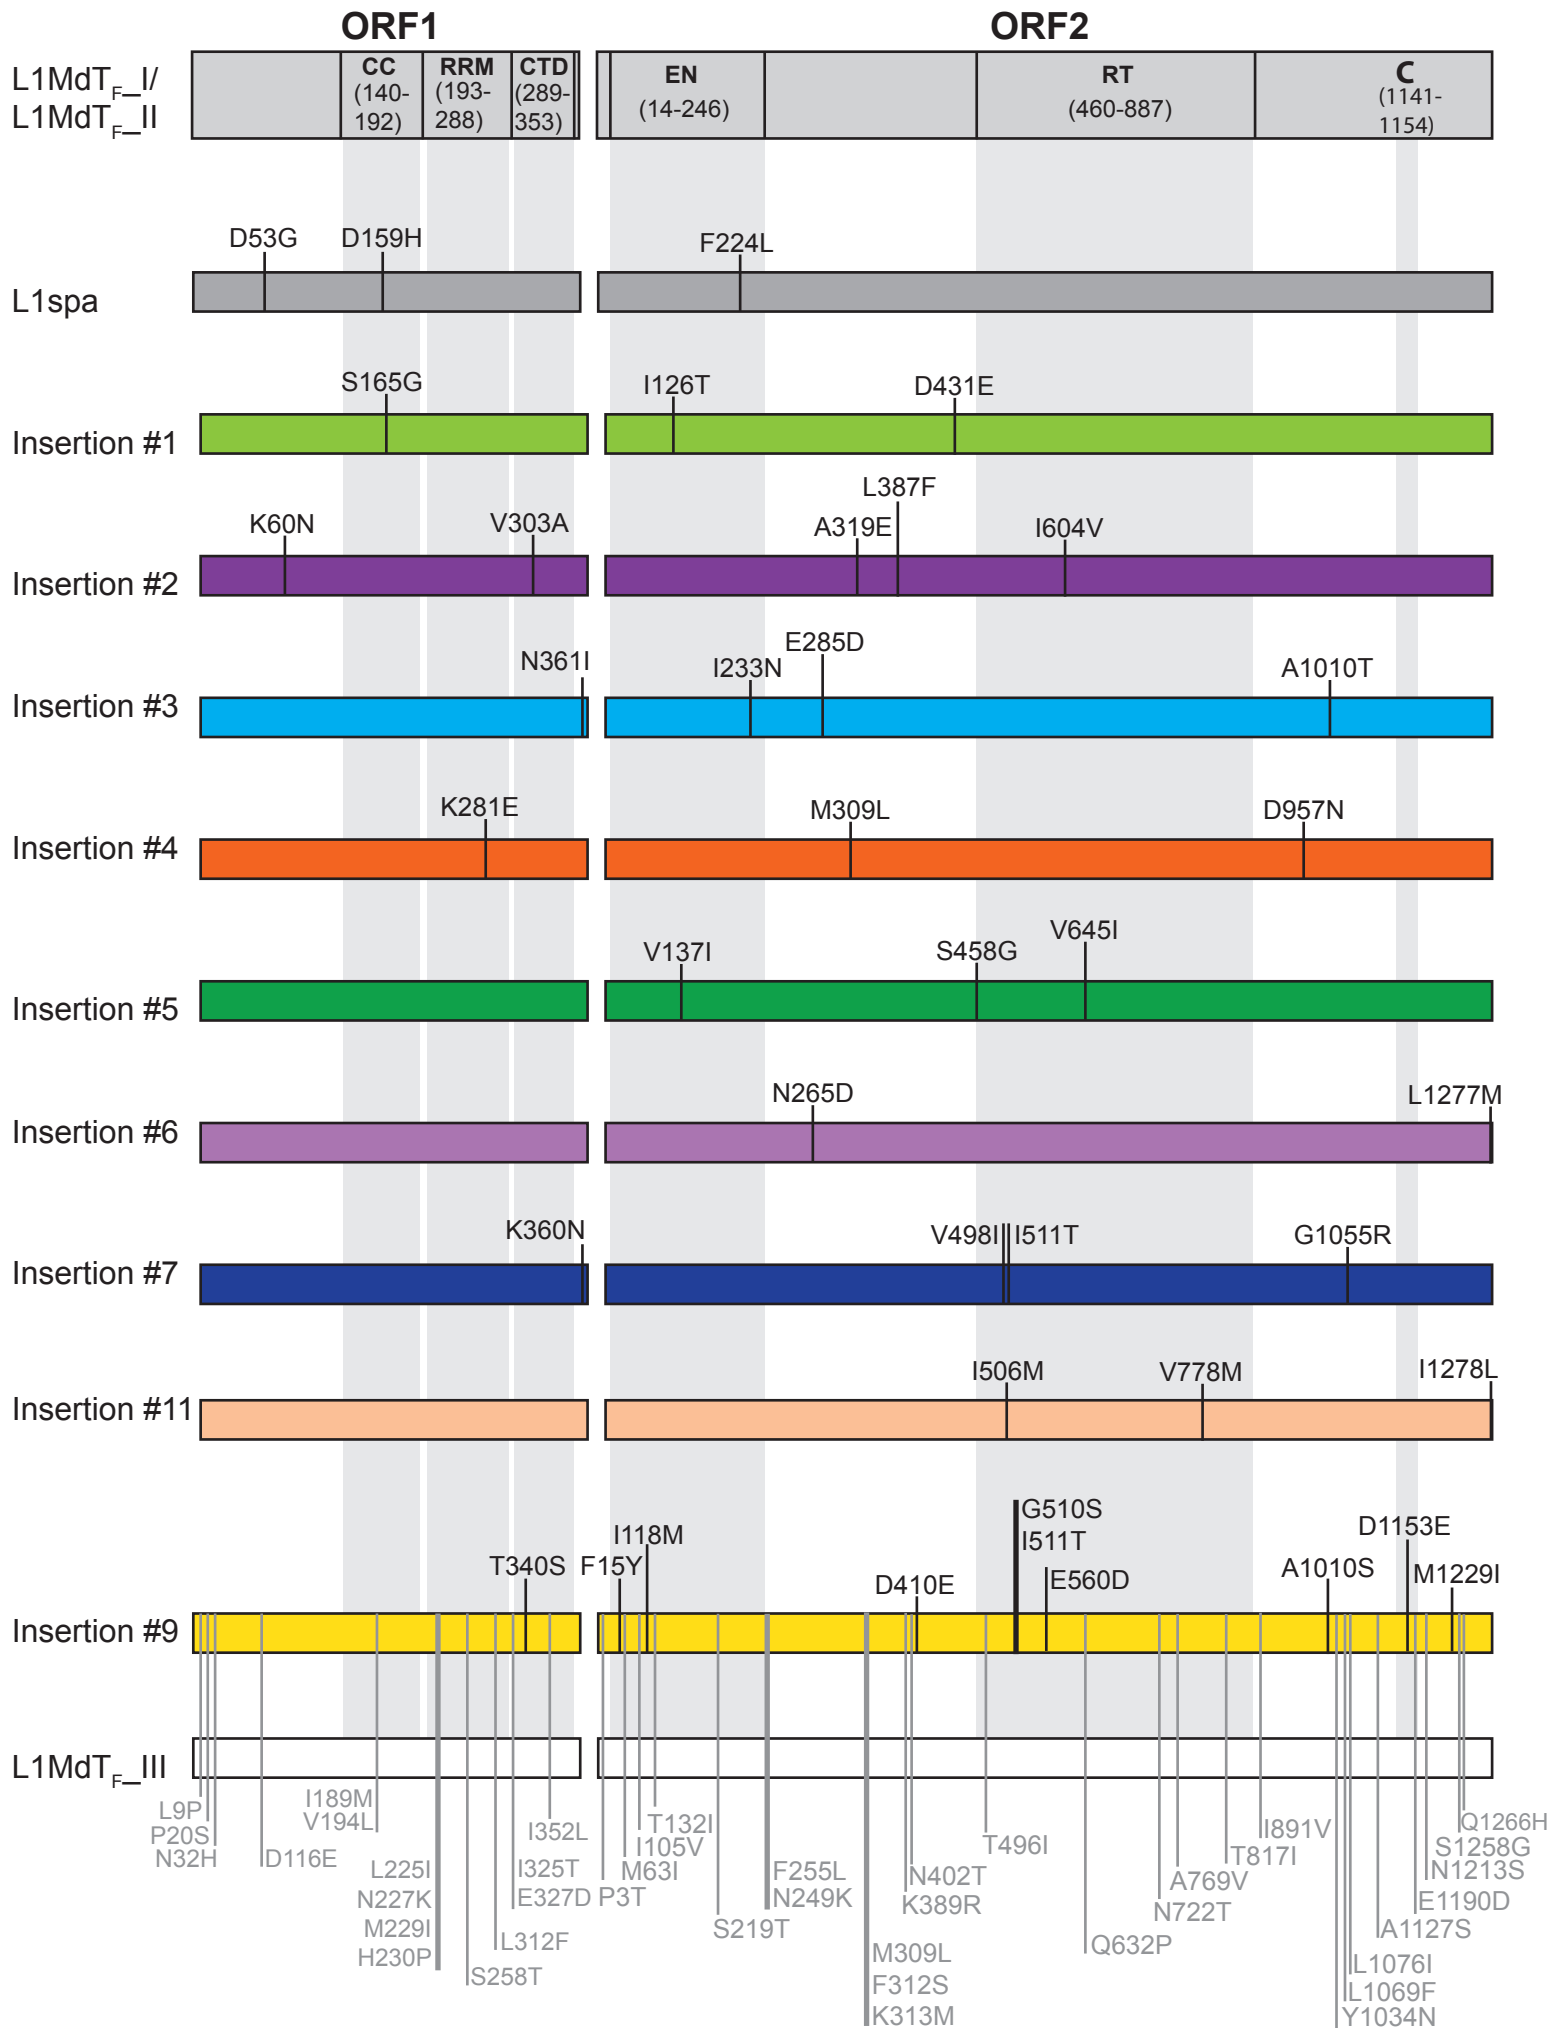 ORF1 ORF2
L1MdTF_I/
L1MdTF_II
CC
(140-
192)
RRM
(193-
288)
CTD
(289-
353)
EN
(14-246)
RT
(460-887)
C
(1141-
1154)
D53G D159H F224L
L1spa
S165G I126T D431E
Insertion #1
L387F
K60N V303A A319E I604V
Insertion #2
E285D
N361I I233N A1010T
Insertion #3
K281E M309L D957N
Insertion #4
V645I
V137I S458G
Insertion #5
N265D L1277M
Insertion #6
K360N V498I I511T G1055R
Insertion #7
I506M V778M I1278L
Insertion #11
G510S
I118M I511T D1153E
T340S F15Y D410E E560D A1010S M1229I
Insertion #9
L1MdTF_III
L9P
P20S
N32H
D116E
I189M
V194L
L225I
N227K
M229I
H230P
S258T
L312F
I325T
E327D
I352L
P3T
M63I
I105V
T132I
S219T
F255L
N249K
M309L
F312S
K313M
N402T
K389R
T496I
Q632P
N722T
A769V
T817I
I891V
Y1034N
L1069F
L1076I
A1127S
E1190D
N1213S
S1258G
Q1266H